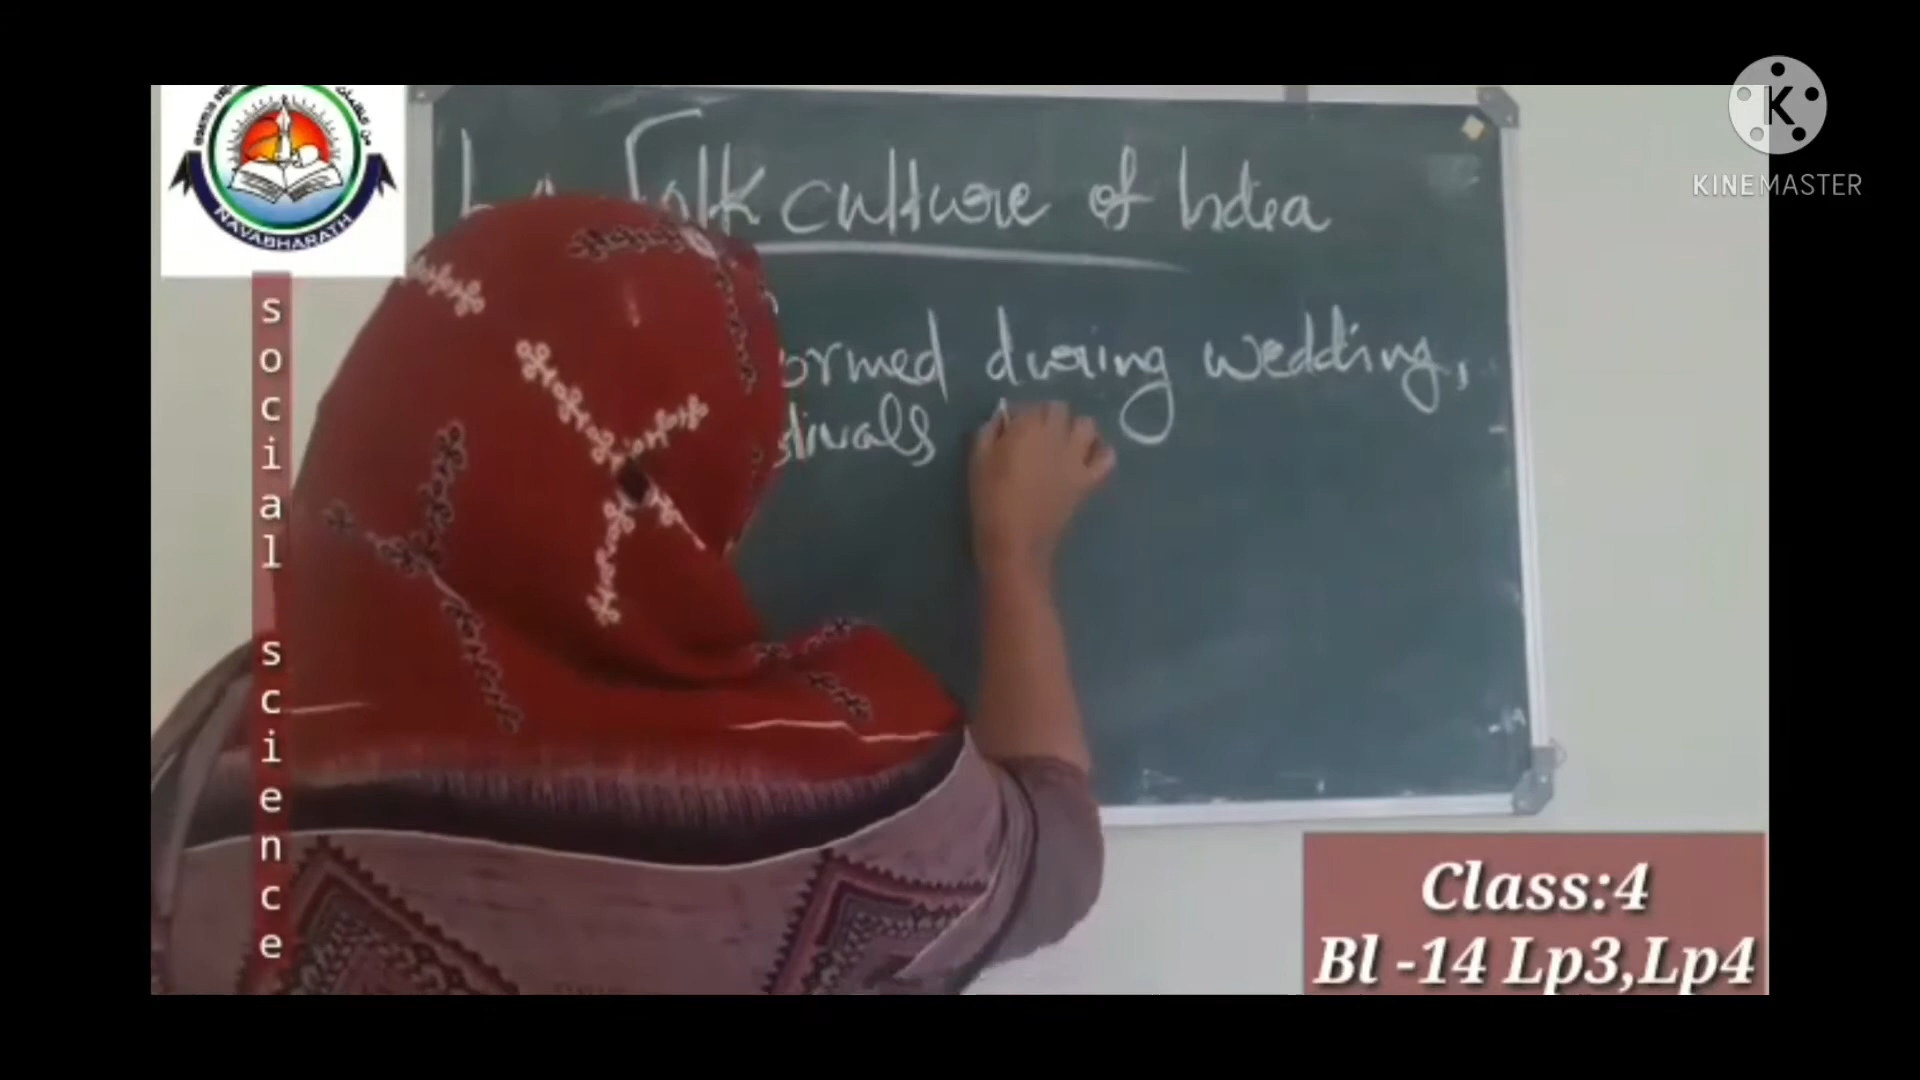 Folk culture of India
ormed during wedding,
stivals
NAVABHARATH
social science
K
KINEMASTER
Class:4
Bl -14 Lp3,Lp4